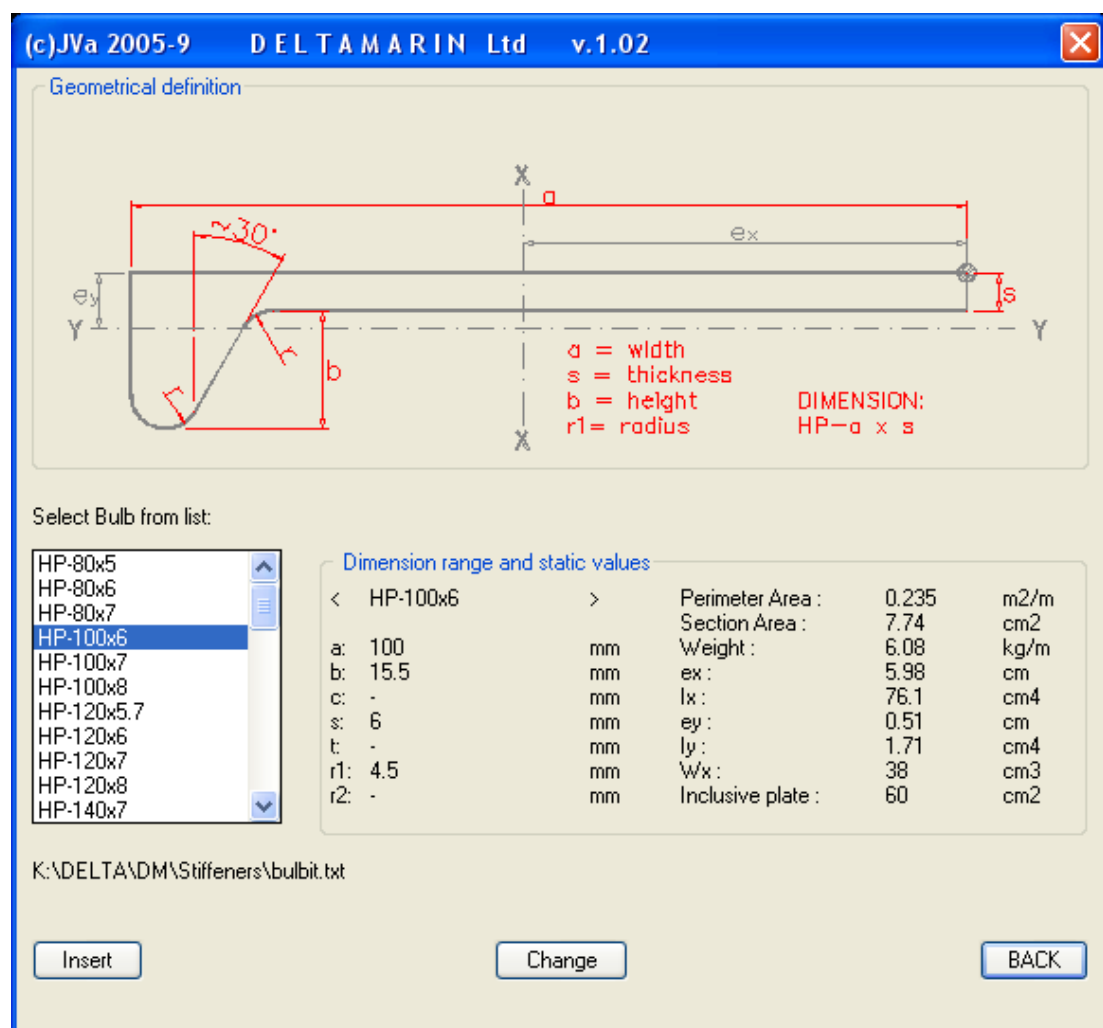 (c)JVa 2005-9 DELTAMARIN Ltd v.1.02
Geometrical definition
X
a
~30°
ex
ey
s
Y
Y
r
b
r
a = width
s = thickness
b = height
r1= radius
X
DIMENSION:
HP-a x s
Select Bulb from list:
HP-80x5
HP-80x6
HP-80x7
HP-100x6
HP-100x7
HP-100x8
HP-120x5.7
HP-120x6
HP-120x7
HP-120x8
HP-140x7
Dimension range and static values
< HP-100x6 >
a: 100 mm
b: 15.5 mm
c: - mm
s: 6 mm
t: - mm
r1: 4.5 mm
r2: - mm
Perimeter Area : 0.235 m2/m
Section Area : 7.74 cm2
Weight : 6.08 kg/m
ex : 5.98 cm
Ix : 76.1 cm4
ey : 0.51 cm
Iy : 1.71 cm4
Wx : 38 cm3
Inclusive plate : 60 cm2
K:\DELTA\DM\Stiffeners\bulbit.txt
Insert
Change
BACK